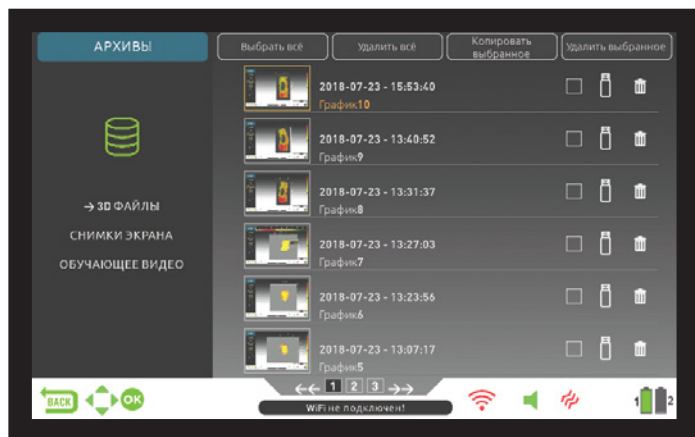 АРХИВЫ
Выбрать всё
Удалить всё
Копировать
выбранное
Удалить выбранное
2018-07-23 - 15:53:40
График10
2018-07-23 - 13:40:52
График9
2018-07-23 - 13:31:37
График8
→ 3D ФАЙЛЫ
СНИМКИ ЭКРАНА
ОБУЧАЮЩЕЕ ВИДЕО
2018-07-23 - 13:27:03
График7
2018-07-23 - 13:23:56
График6
2018-07-23 - 13:07:17
График5
BACK
OK
←← 1 2 3 →→
WiFi не подключен!
1 2